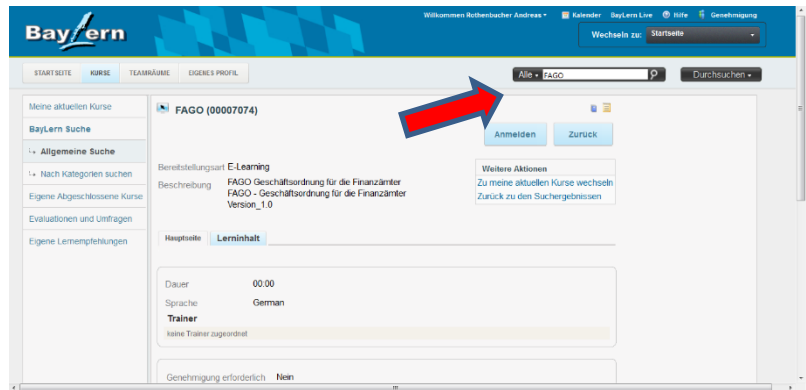 Willkommen Rothenbucher Andreas Kalender BayLern Live Hilfe Genehmigung
BayLern
Wechseln zu: Startseite
STARTSEITE KURSE TEAMRÄUME EIGENES PROFIL
Alle FAGO Durchsuchen
Meine aktuellen Kurse
BayLern Suche
Allgemeine Suche
Nach Kategorien suchen
Eigene Abgeschlossene Kurse
Evaluationen und Umfragen
Eigene Lernempfehlungen
FAGO (00007074)
Anmelden Zurück
Bereitstellungsart E-Learning
Beschreibung FAGO Geschäftsordnung für die Finanzämter
FAGO - Geschäftsordnung für die Finanzämter
Version_1.0
Weitere Aktionen
Zu meine aktuellen Kurse wechseln
Zurück zu den Suchergebnissen
Hauptseite Lerninhalt
Dauer 00:00
Sprache German
Trainer
keine Trainer zugeordnet
Genehmigung erforderlich Nein